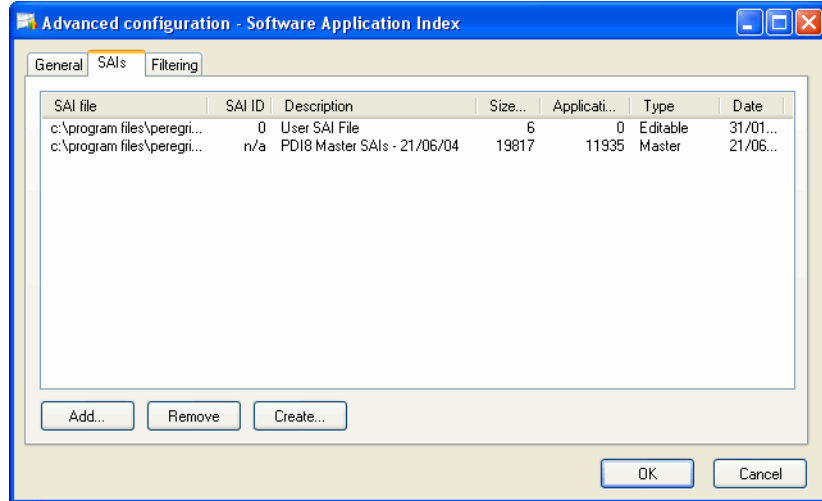 Advanced configuration - Software Application Index
General SAIs Filtering
SAI file SAI ID Description Size... Applicati... Type Date
c:\program files\peregri... 0 User SAI File 6 0 Editable 31/01...
c:\program files\peregri... n/a PDI8 Master SAIs - 21/06/04 19817 11935 Master 21/06...
Add... Remove Create...
OK Cancel